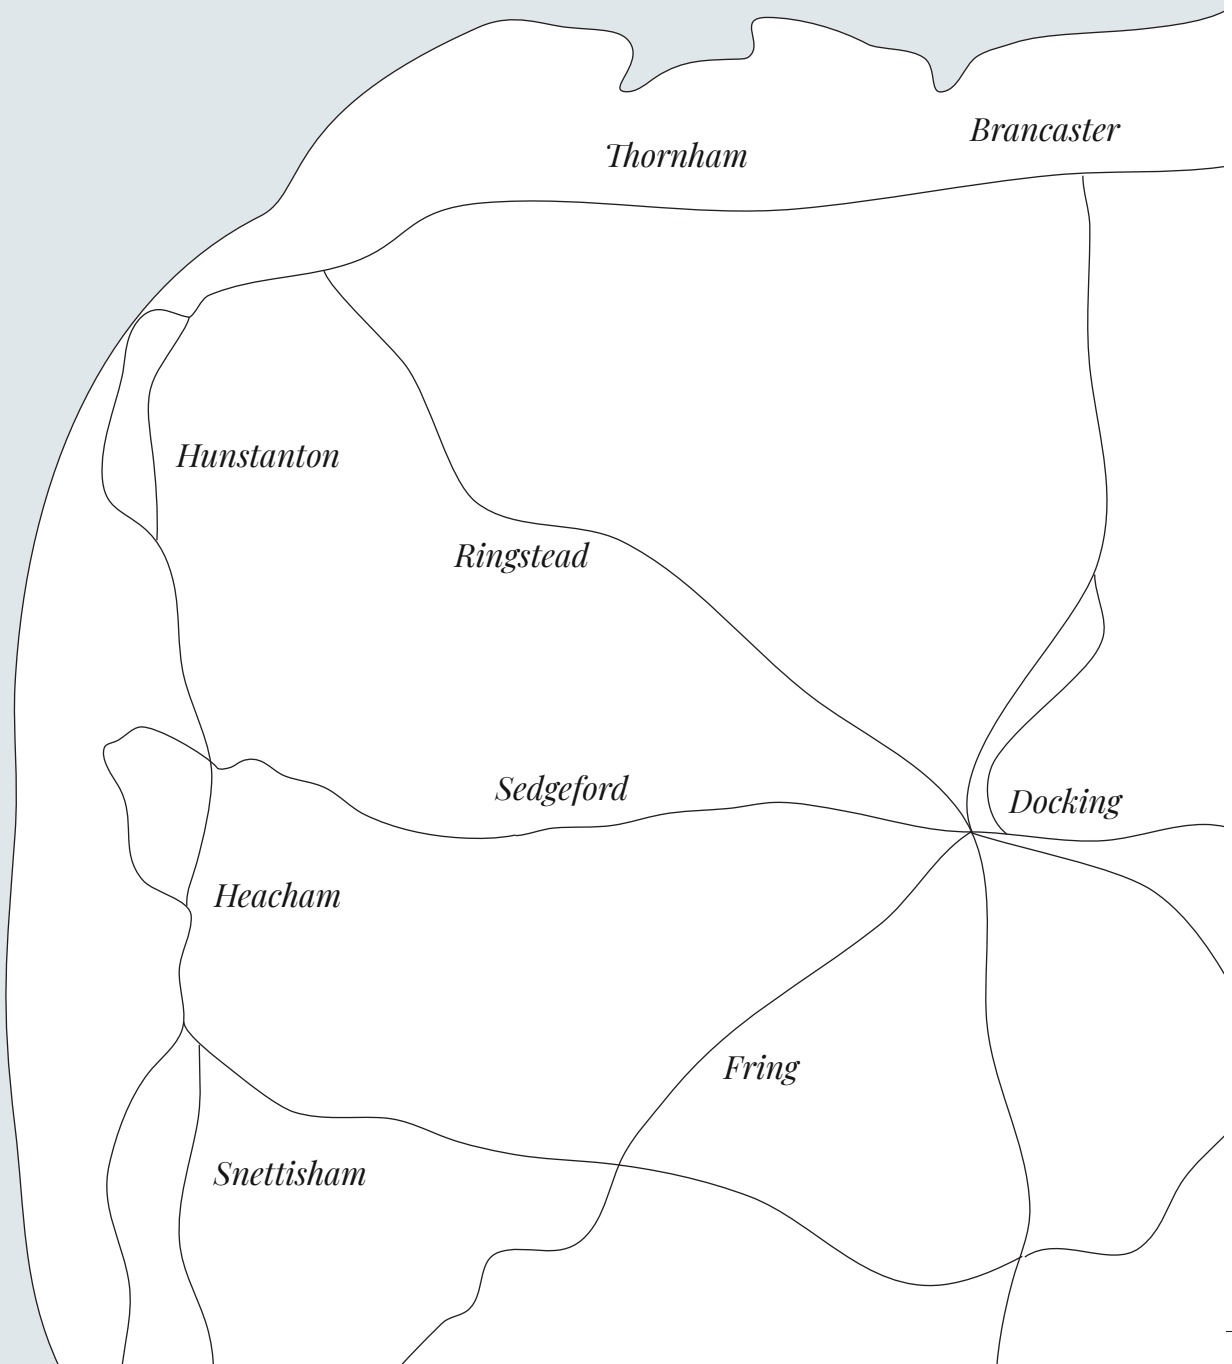 Brancaster
Thornham
Hunstanton
Ringstead
Sedgeford
Docking
Heacham
Fring
Snettisham